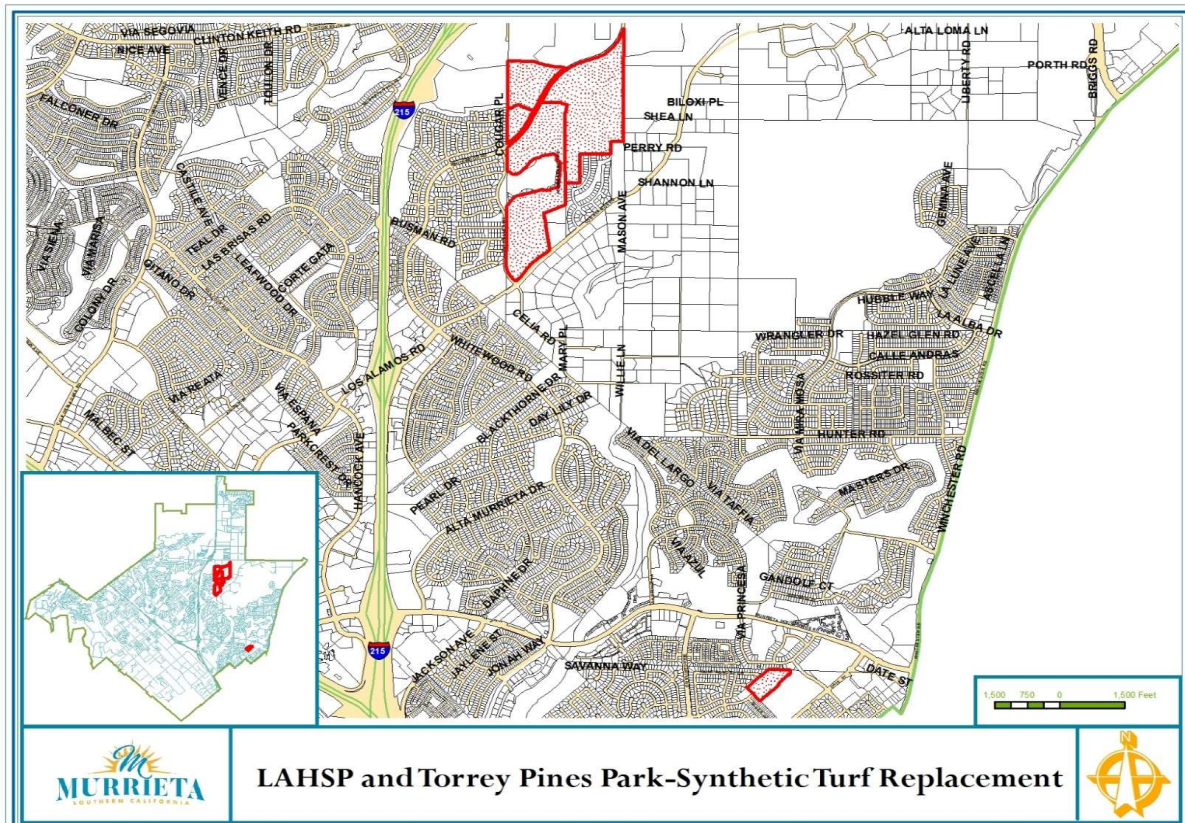 VIA SEGOVIA
CLINTON KEITH RD
NICE AVE
VENCE DR
TOULON DR
FALCONER DR
ALTA LOMA LN
LIBERTY RD
PORTH RD
BRIGGS RD
215
COUGAR PL
BILOXI PL
SHEA LN
PERRY RD
SHANNON LN
MASON AVE
CASTLE AVE
TEAL DR
LAS BRISAS RD
LEAFWOOD DR
CORTE GATA
RUSMAN RD
VIA SIENA
VIA MARISA
GITANO DR
COLONY DR
GEMINA AVE
LA LUNE AVE
ASCELLA LN
HUBBLE WAY
LA ALBA DR
WRANGLER DR
HAZEL GLEN RD
CALLE ANDRAS
ROSSITER RD
CELIA RD
MARY PL
WILLIE LN
WHITEWOOD RD
LOS ALAMOS RD
BLACKTHORNE DR
DAY LILY DR
VIA REATA
VIA ESPANA
MALBEC ST
PARKCREST DR
HANCOCK AVE
VIA MIRA MOSA
HUNTER RD
VIA DEL LARGO
VIA TAFFIA
MASTERS DR
WINCHESTER RD
PEARL DR
ALTA MURRIETA DR
VIA AZUL
GANDOLF CT
DAPHNE DR
VIA PRINCESA
215
JACKSON AVE
JAYLENE ST
JONAH WAY
SAVANNA WAY
DATE ST
1,500 750 0 1,500 Feet
M
MURRIETA
SOUTHERN CALIFORNIA
LAHSP and Torrey Pines Park-Synthetic Turf Replacement
N